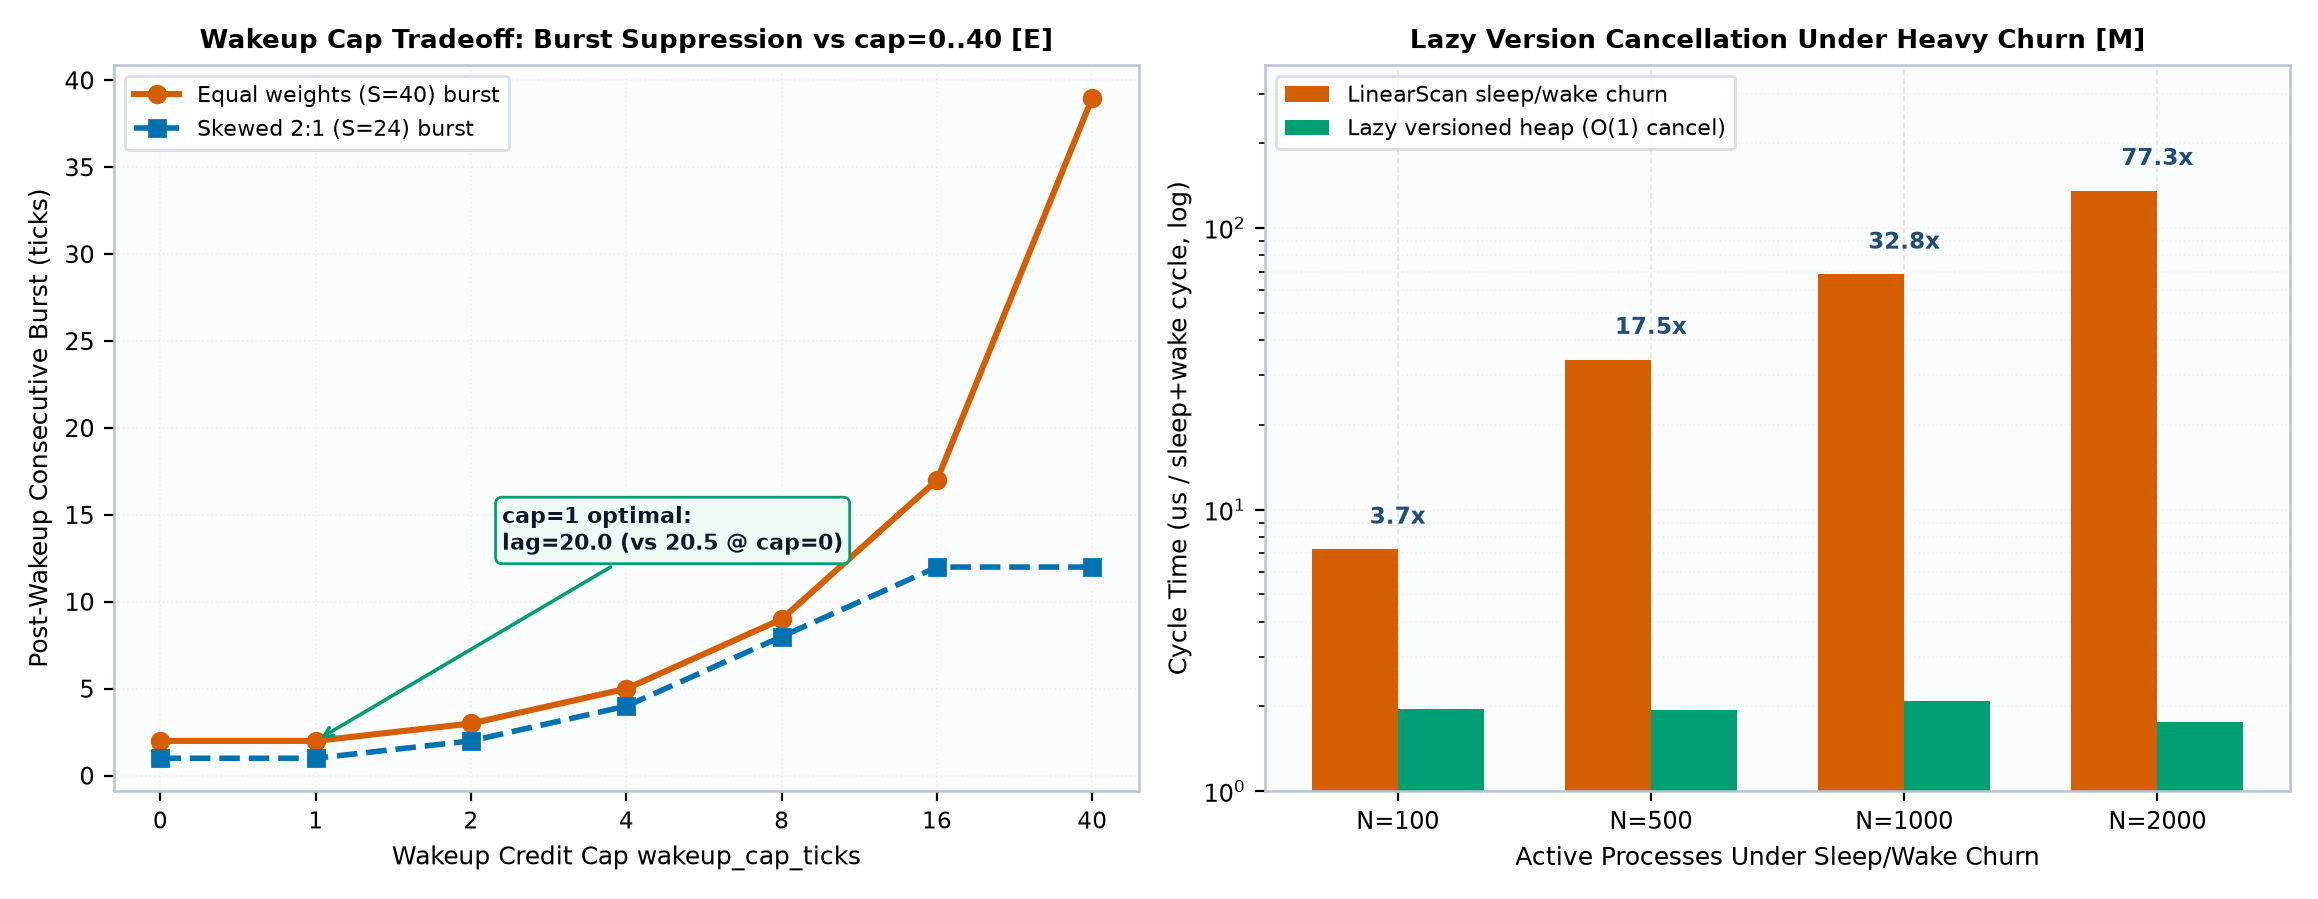 Wakeup Cap Tradeoff: Burst Suppression vs cap=0..40 [E]
Equal weights (S=40) burst
Skewed 2:1 (S=24) burst
Post-Wakeup Consecutive Burst (ticks)
40
35
30
25
20
15
10
5
0
cap=1 optimal:
lag=20.0 (vs 20.5 @ cap=0)
0 1 2 4 8 16 40
Wakeup Credit Cap wakeup_cap_ticks
Lazy Version Cancellation Under Heavy Churn [M]
LinearScan sleep/wake churn
Lazy versioned heap (O(1) cancel)
Cycle Time (us / sleep+wake cycle, log)
10²
10¹
10⁰
3.7x
17.5x
32.8x
77.3x
N=100 N=500 N=1000 N=2000
Active Processes Under Sleep/Wake Churn